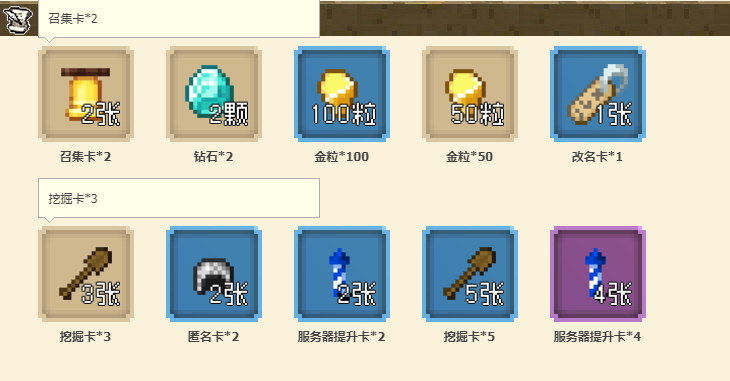 召集卡*2
2张
2颗
100粒
50粒
1张
召集卡*2
钻石*2
金粒*100
金粒*50
改名卡*1
挖掘卡*3
3张
2张
2张
5张
4张
挖掘卡*3
匿名卡*2
服务器提升卡*2
挖掘卡*5
服务器提升卡*4